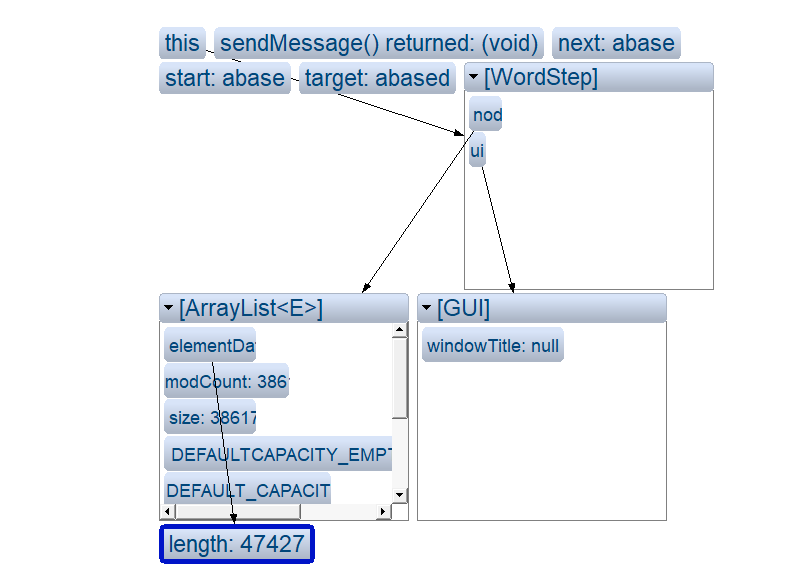 this sendMessage() returned: (void) next: abase
start: abase target: abased [WordStep]
nod
ui
[ArrayList<E>] [GUI]
elementDa windowTitle: null
modCount: 386
size: 38617
DEFAULTCAPACITY_EMPT
DEFAULT_CAPACIT
length: 47427